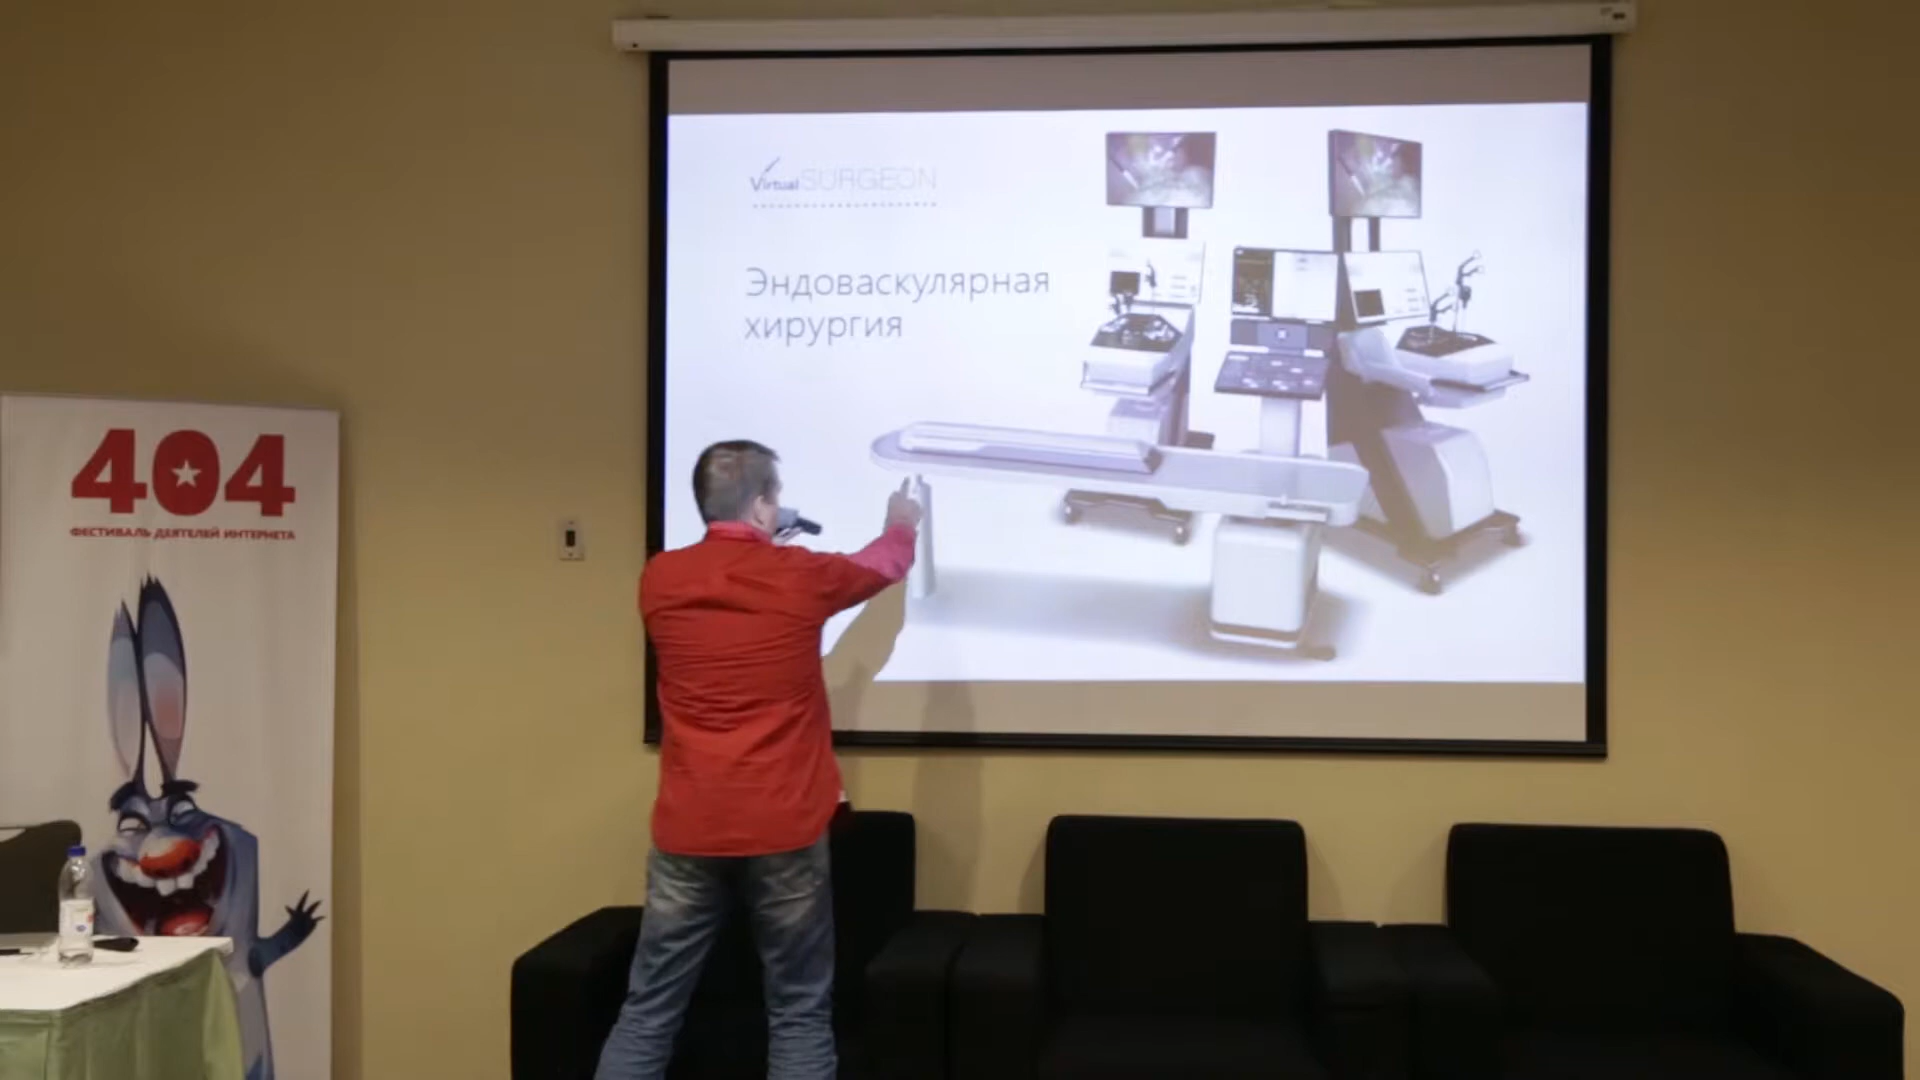 Virtual SURGEON
Эндоваскулярная
хирургия
404
ФЕСТИВАЛЬ ДЕЯТЕЛЕЙ ИНТЕРНЕТА